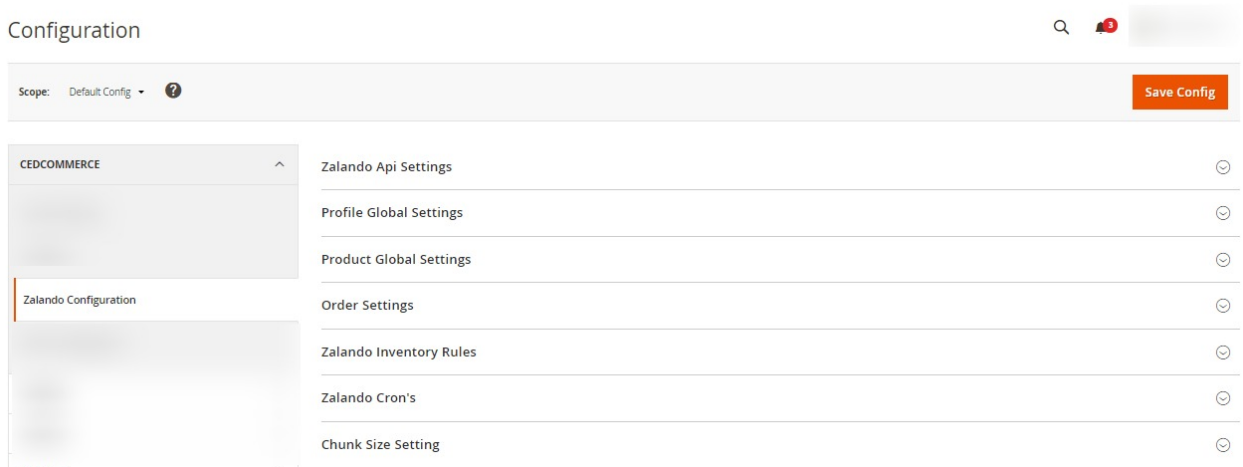 Configuration
3
Scope: Default Config
?
Save Config
CEDCOMMERCE
Zalando Configuration
Zalando Api Settings
Profile Global Settings
Product Global Settings
Order Settings
Zalando Inventory Rules
Zalando Cron's
Chunk Size Setting